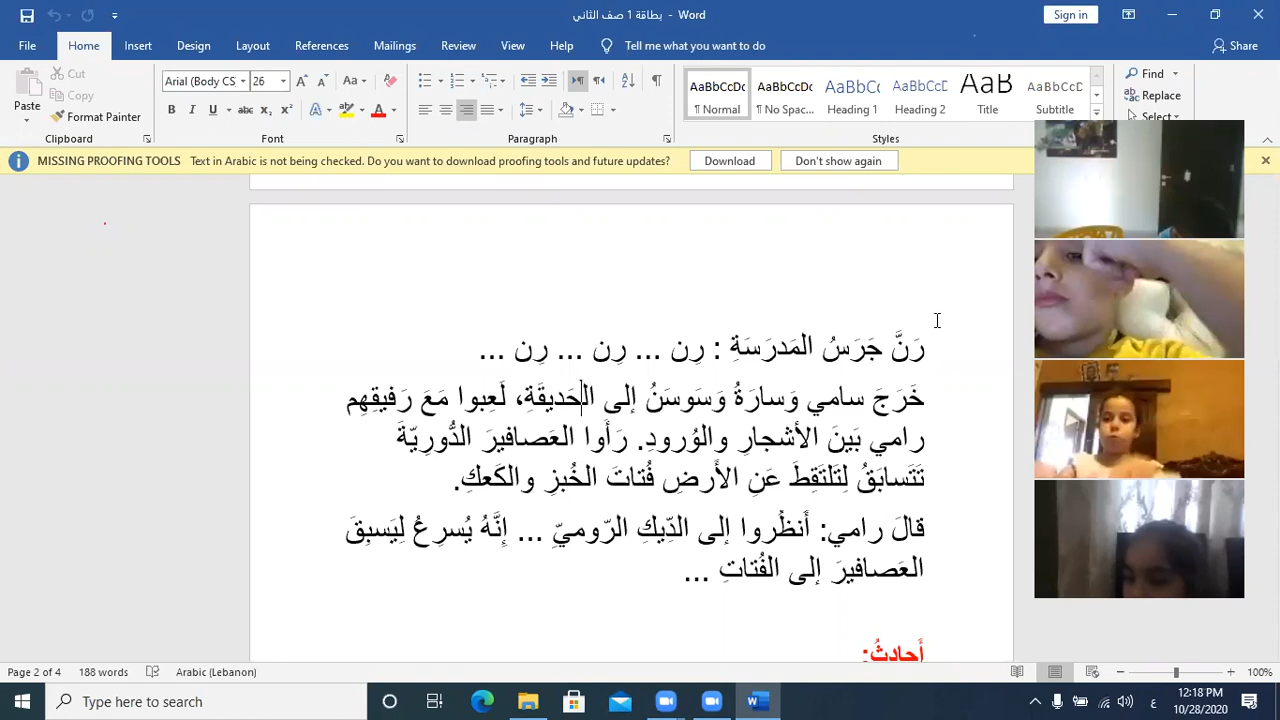 بطاقة 1 صف الثاني - Word
Sign in
File Home Insert Design Layout References Mailings Review View Help Tell me what you want to do Share
Paste
Cut
Copy
Format Painter
Clipboard
Arial (Body CS) 26
Font
Paragraph
AaBbCcDc AaBbCcDc AaBbCc AaBbCcD AaB AaBbCcD
¶ Normal ¶ No Spac... Heading 1 Heading 2 Title Subtitle
Styles
Find
Replace
Select
MISSING PROOFING TOOLS Text in Arabic is not being checked. Do you want to download proofing tools and future updates? Download Don't show again
رَنَّ جَرَسُ المَدرَسَةِ : رِن ... رِن ... رِن ...
خَرَجَ سامي وَسارَةُ وَسَوسَنُ إلى الحَديقَةِ، لَعِبوا مَعَ رَفيقِهِم
رامي بَينَ الأشجارِ والوُرودِ. رَأَوا العَصافيرَ الدُّورِيّةَ
تَتَسابَقُ لِتَلتَقِطَ عَنِ الأَرضِ فُتاتَ الخُبزِ والكَعكِ.
قالَ رامي: أَنظُروا إلى الدِّيكِ الرّوميّ ... إنَّهُ يُسرِعُ لِيَسبِقَ
العَصافيرَ إلى الفُتاتِ ...
أُحادِثُ:
Page 2 of 4 188 words Arabic (Lebanon) 100%
Type here to search
ع
12:18 PM
10/28/2020